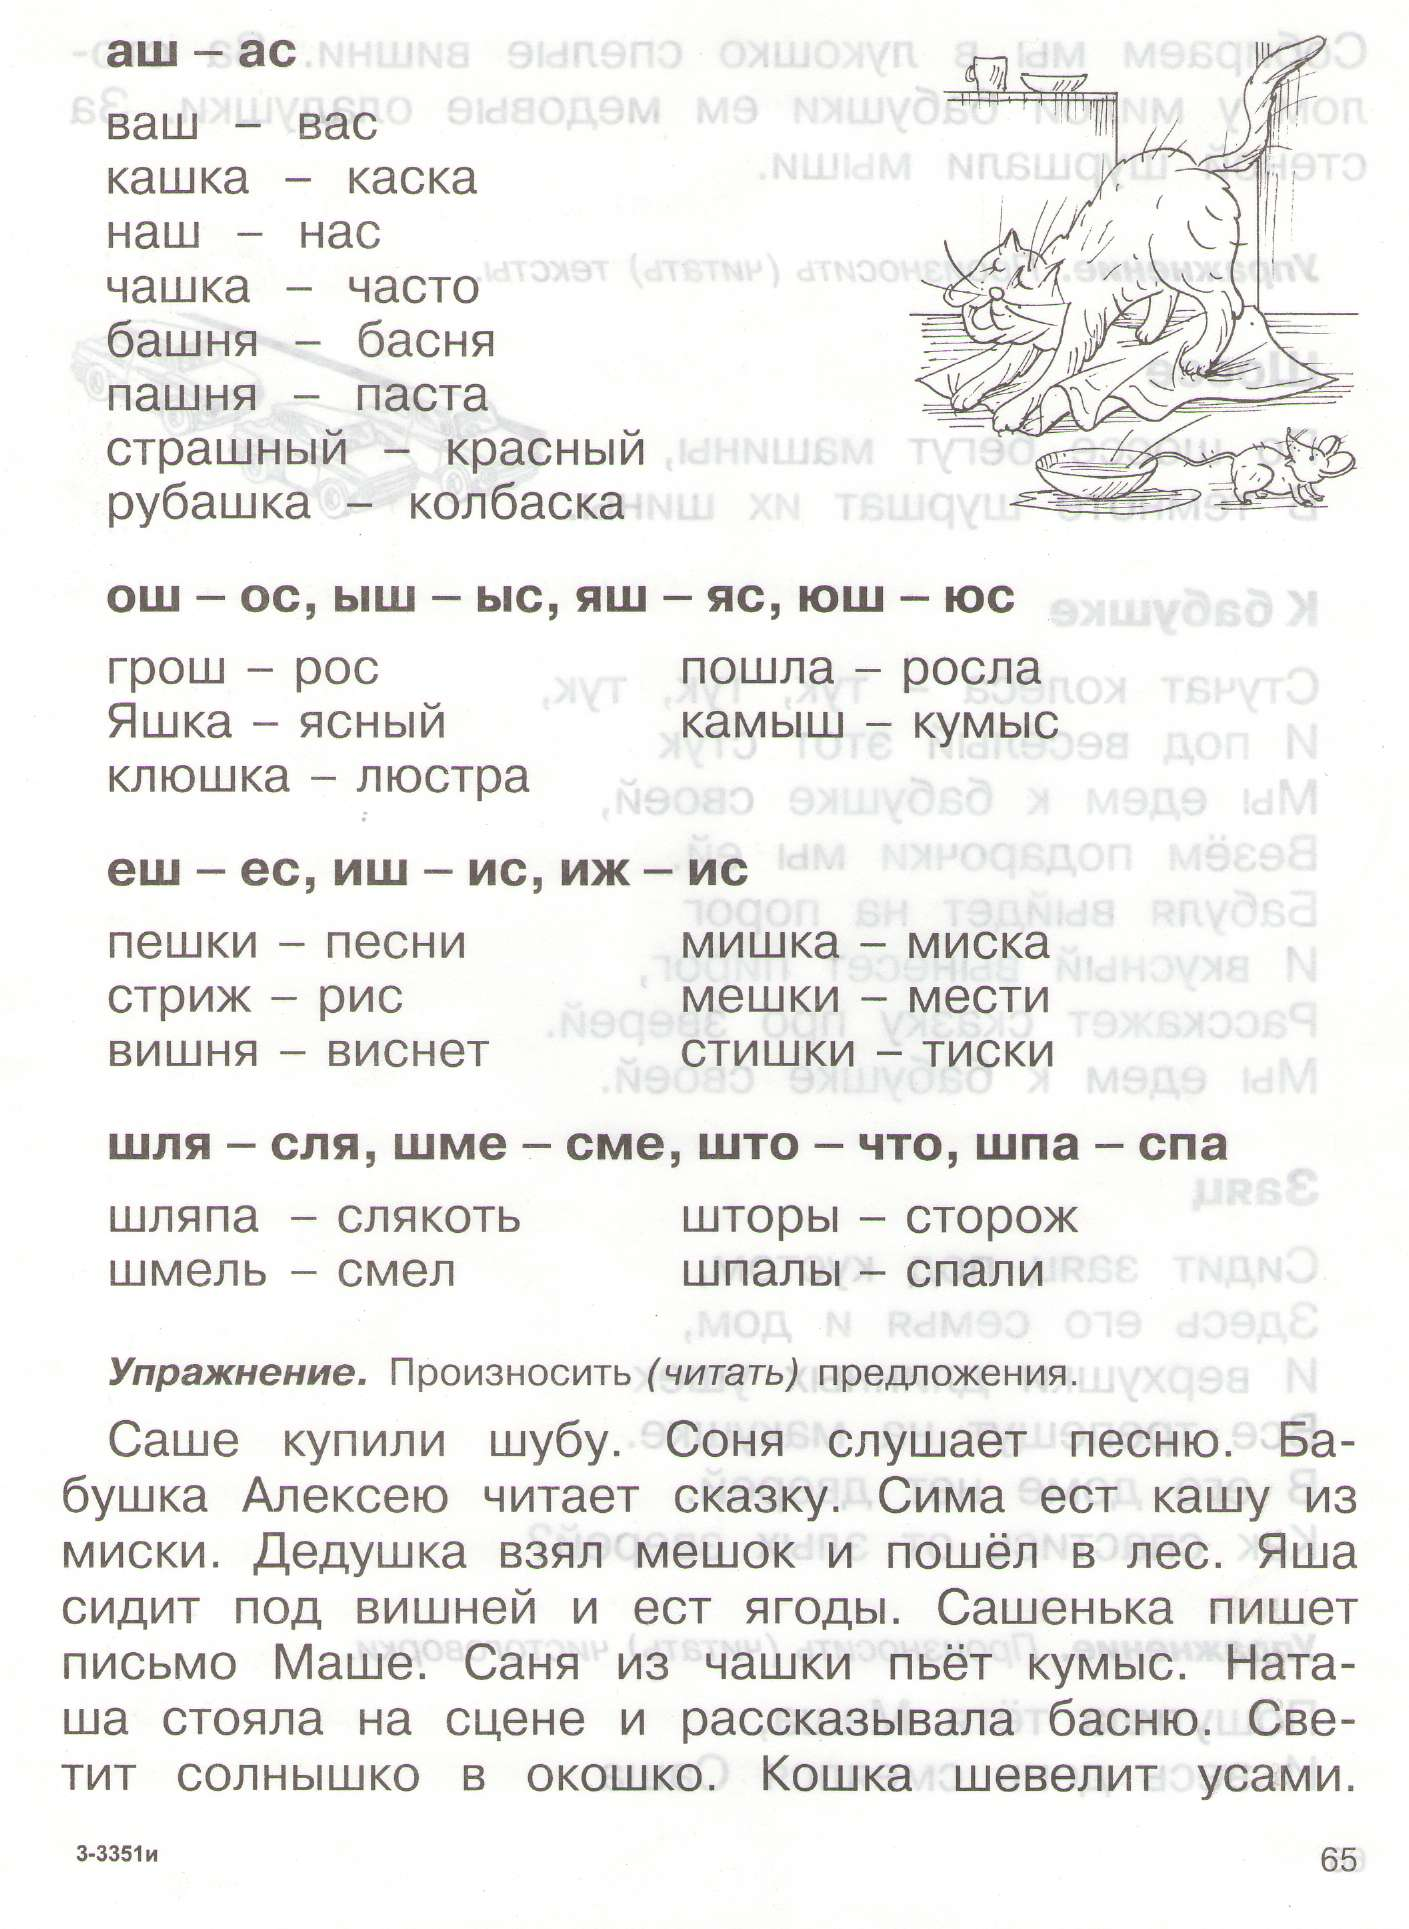 аш – ас
ваш – вас
кашка – каска
наш – нас
чашка – часто
башня – басня
пашня – паста
страшный – красный
рубашка – колбаска
ош – ос, ыш – ыс, яш – яс, юш – юс
грош – рос
Яшка – ясный
клюшка – люстра
пошла – росла
камыш – кумыс
еш – ес, иш – ис, иж – ис
пешки – песни
стриж – рис
вишня – виснет
мишка – миска
мешки – мести
стишки – тиски
шля – сля, шме – сме, што – что, шпа – спа
шляпа – слякоть
шмель – смел
шторы – сторож
шпалы – спали
Упражнение. Произносить (читать) предложения.
Саше купили шубу. Соня слушает песню. Ба-
бушка Алексею читает сказку. Сима ест кашу из
миски. Дедушка взял мешок и пошёл в лес. Яша
сидит под вишней и ест ягоды. Сашенька пишет
письмо Маше. Саня из чашки пьёт кумыс. Ната-
ша стояла на сцене и рассказывала басню. Све-
тит солнышко в окошко. Кошка шевелит усами.
3-3351и
65